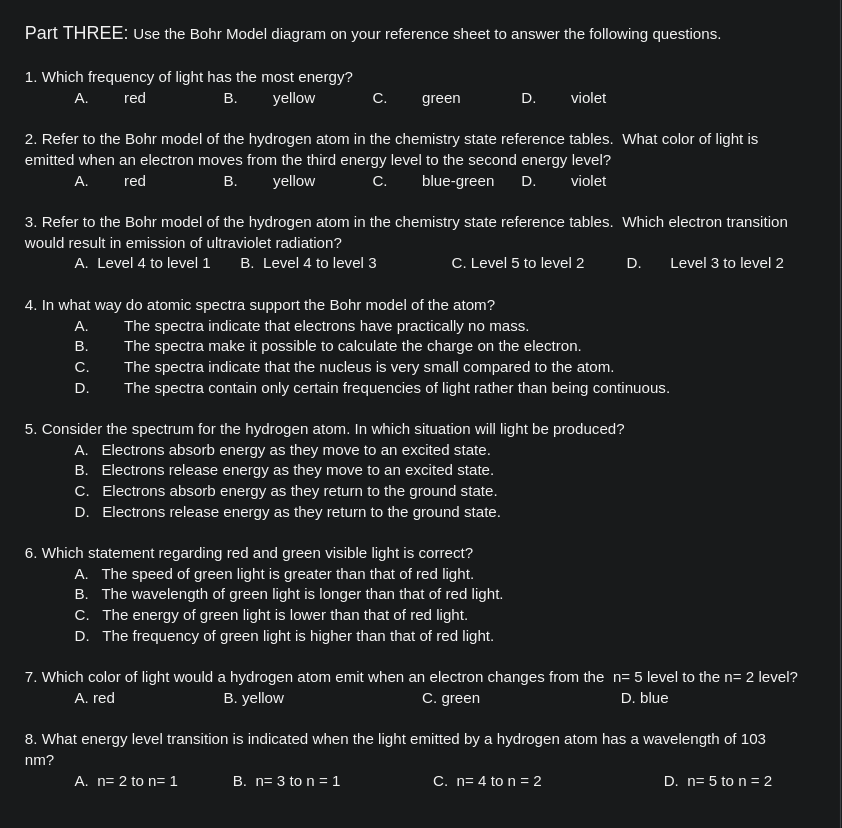 Part THREE: Use the Bohr Model diagram on your reference sheet to answer the following questions.
1. Which frequency of light has the most energy?
A. red B. yellow C. green D. violet
2. Refer to the Bohr model of the hydrogen atom in the chemistry state reference tables. What color of light is
emitted when an electron moves from the third energy level to the second energy level?
A. red B. yellow C. blue-green D. violet
3. Refer to the Bohr model of the hydrogen atom in the chemistry state reference tables. Which electron transition
would result in emission of ultraviolet radiation?
A. Level 4 to level 1 B. Level 4 to level 3 C. Level 5 to level 2 D. Level 3 to level 2
4. In what way do atomic spectra support the Bohr model of the atom?
A. The spectra indicate that electrons have practically no mass.
B. The spectra make it possible to calculate the charge on the electron.
C. The spectra indicate that the nucleus is very small compared to the atom.
D. The spectra contain only certain frequencies of light rather than being continuous.
5. Consider the spectrum for the hydrogen atom. In which situation will light be produced?
A. Electrons absorb energy as they move to an excited state.
B. Electrons release energy as they move to an excited state.
C. Electrons absorb energy as they return to the ground state.
D. Electrons release energy as they return to the ground state.
6. Which statement regarding red and green visible light is correct?
A. The speed of green light is greater than that of red light.
B. The wavelength of green light is longer than that of red light.
C. The energy of green light is lower than that of red light.
D. The frequency of green light is higher than that of red light.
7. Which color of light would a hydrogen atom emit when an electron changes from the n= 5 level to the n= 2 level?
A. red B. yellow C. green D. blue
8. What energy level transition is indicated when the light emitted by a hydrogen atom has a wavelength of 103
nm?
A. n= 2 to n= 1 B. n= 3 to n = 1 C. n= 4 to n = 2 D. n= 5 to n = 2